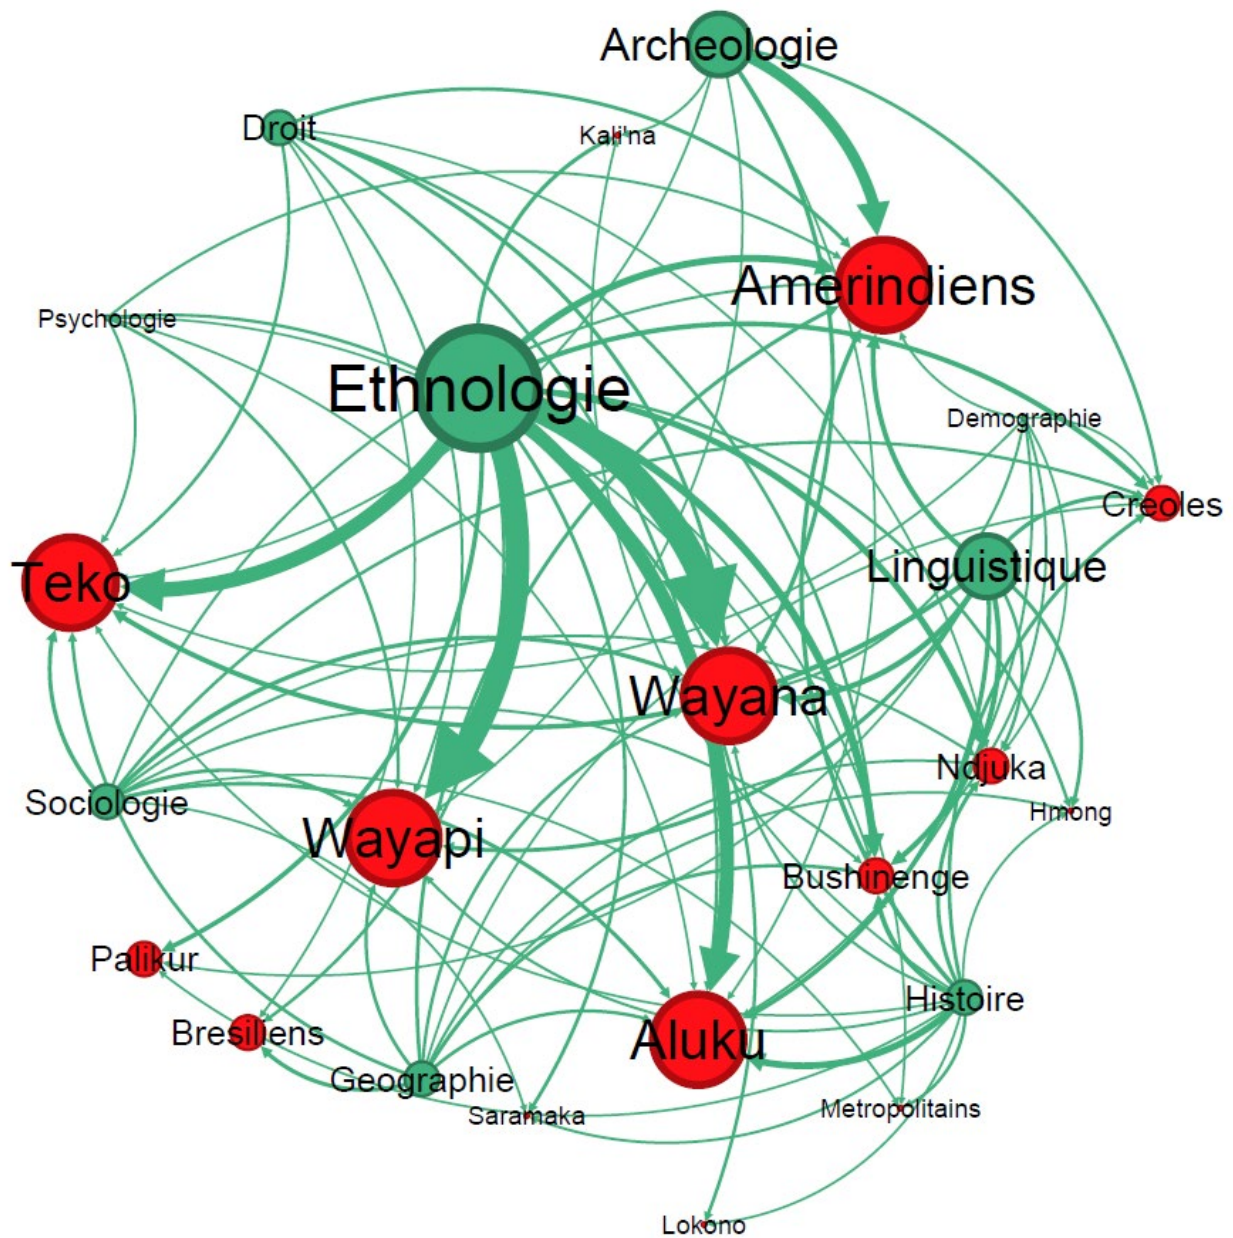 Archeologie
Droit
Kali'na
Amerindiens
Psychologie
Ethnologie
Demographie
Creoles
Linguistique
Teko
Wayana
Ndjuka
Sociologie
Hmong
Wayapi
Bushinenge
Palikur
Histoire
Bresiliens
Aluku
Geographie
Saramaka
Metropolitains
Lokono